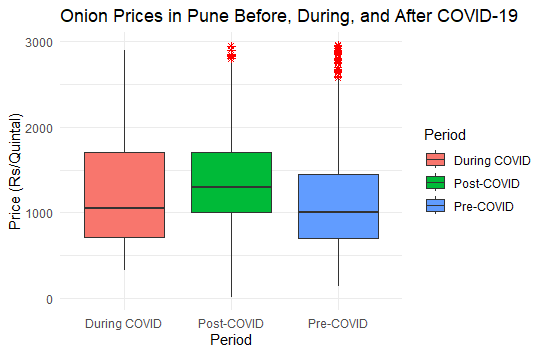 Onion Prices in Pune Before, During, and After COVID-19
3000
2000
1000
0
Price (Rs/Quintal)
During COVID
Post-COVID
Pre-COVID
Period
Period
During COVID
Post-COVID
Pre-COVID